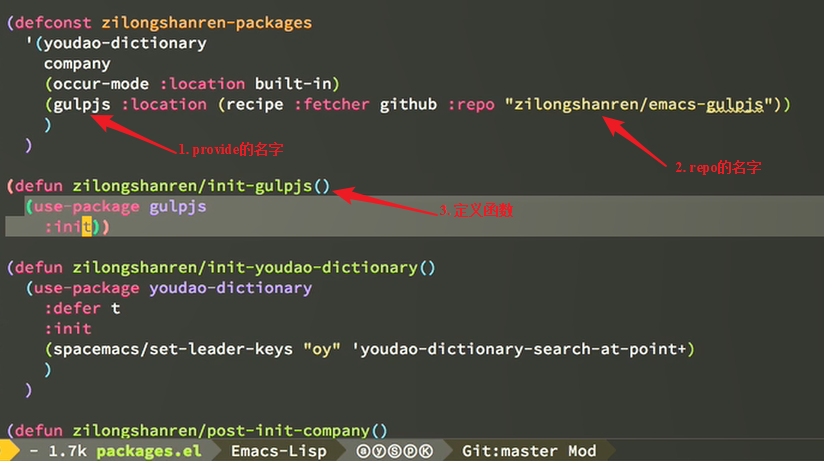 (defconst zilongshanren-packages
'(youdao-dictionary
company
(occur-mode :location built-in)
(gulpjs :location (recipe :fetcher github :repo "zilongshanren/emacs-gulpjs"))
)
)
1.provide的名字
2.repo的名字
(defun zilongshanren/init-gulpjs()
3.定义函数
(use-package gulpjs
:init))
(defun zilongshanren/init-youdao-dictionary()
(use-package youdao-dictionary
:defer t
:init
(spacemacs/set-leader-keys "oy" 'youdao-dictionary-search-at-point+)
)
)
(defun zilongshanren/post-init-company()
- 1.7k packages.el Emacs-Lisp ⓐⓨⓢⓟⓚ Git:master Mod